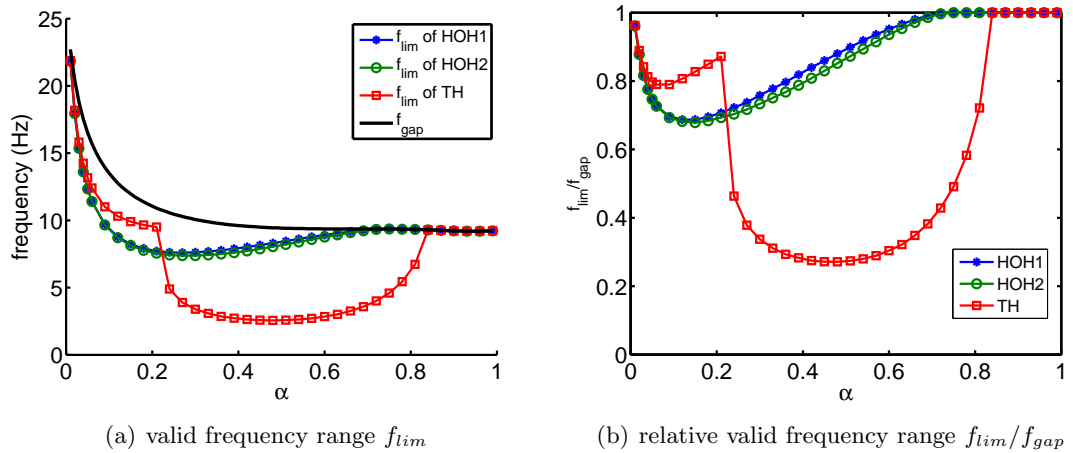 25
20
15
10
5
0
frequency (Hz)
0
0.2
0.4
0.6
0.8
1
α
f_lim of HOH1
f_lim of HOH2
f_lim of TH
f_gap
(a) valid frequency range f_lim
1
0.8
0.6
0.4
0.2
0
f_lim/f_gap
0
0.2
0.4
0.6
0.8
1
α
HOH1
HOH2
TH
(b) relative valid frequency range f_lim/f_gap